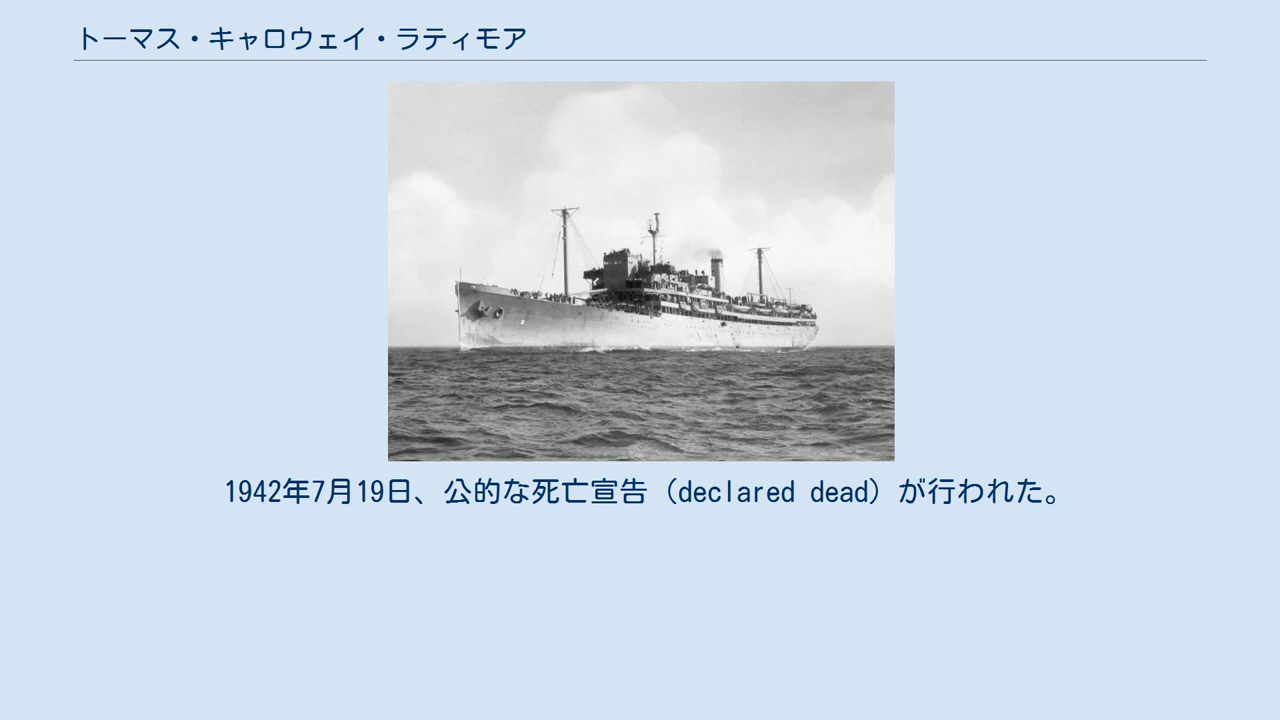 トーマス・キャロウェイ・ラティモア
1942年7月19日、公的な死亡宣告（declared dead）が行われた。